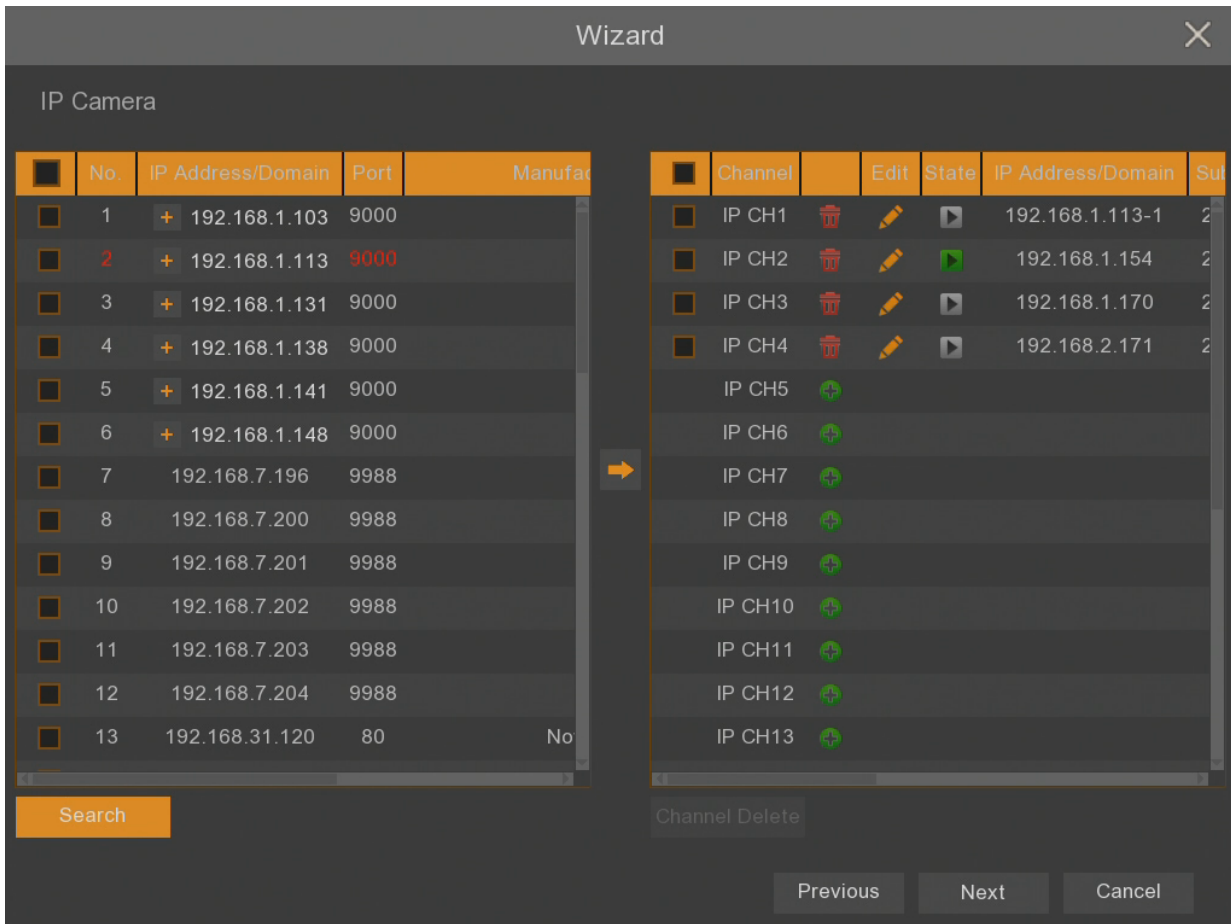 Wizard
IP Camera
No. IP Address/Domain Port Manufac
1 + 192.168.1.103 9000
2 + 192.168.1.113 9000
3 + 192.168.1.131 9000
4 + 192.168.1.138 9000
5 + 192.168.1.141 9000
6 + 192.168.1.148 9000
7 192.168.7.196 9988
8 192.168.7.200 9988
9 192.168.7.201 9988
10 192.168.7.202 9988
11 192.168.7.203 9988
12 192.168.7.204 9988
13 192.168.31.120 80 No
Search
Channel Edit State IP Address/Domain Sub
IP CH1 192.168.1.113-1 2
IP CH2 192.168.1.154 2
IP CH3 192.168.1.170 2
IP CH4 192.168.2.171 2
IP CH5
IP CH6
IP CH7
IP CH8
IP CH9
IP CH10
IP CH11
IP CH12
IP CH13
Channel Delete
Previous Next Cancel